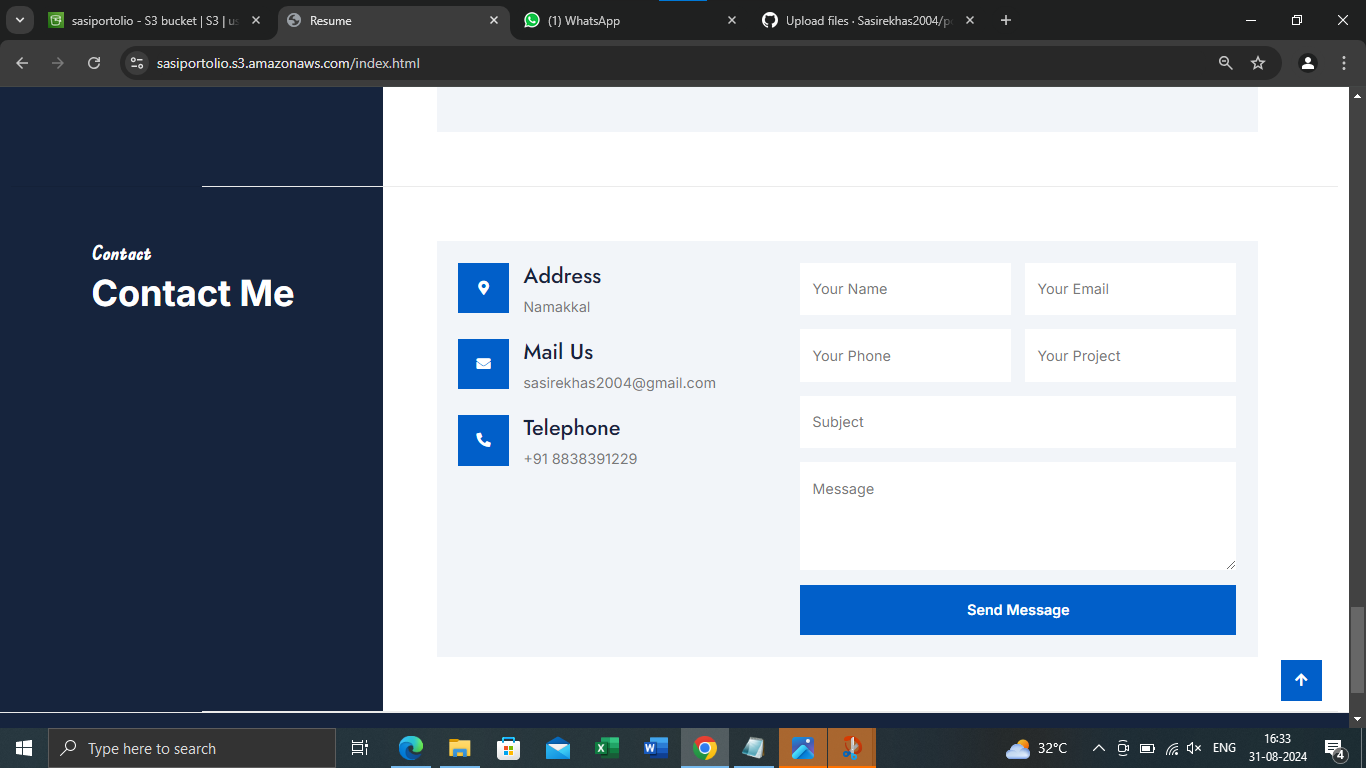 sasiportolio - S3 bucket | S3 | us
Resume
(1) WhatsApp
Upload files · Sasirekhas2004/po
sasiportolio.s3.amazonaws.com/index.html
Contact
Contact Me
Address
Namakkal
Mail Us
sasirekhas2004@gmail.com
Telephone
+91 8838391229
Your Name
Your Email
Your Phone
Your Project
Subject
Message
Send Message
Type here to search
32°C
ENG
16:33
31-08-2024
4